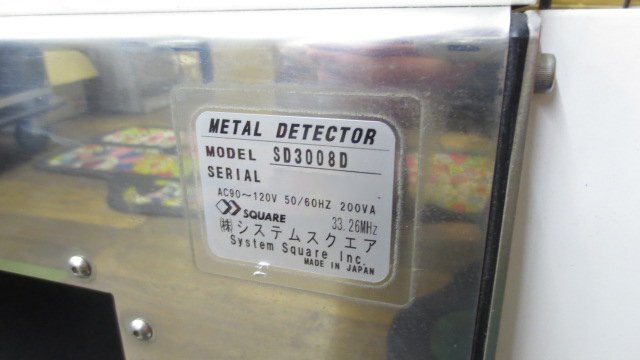 METAL DETECTOR
MODEL SD3008D
SERIAL
AC90～120V 50/60HZ 200VA
SQUARE 33.26MHz
㈱システムスクエア
System Square Inc.
MADE IN JAPAN